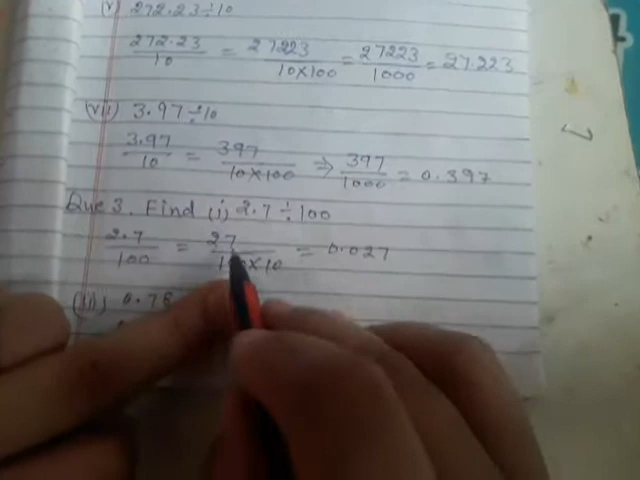 (v) 272.23÷10
272.23/10 = 27223/10×100 = 27223/1000 = 27.223
(vii) 3.97÷10
3.97/10 = 397/10×100 ⇒ 397/1000 = 0.397
Que 3. Find (i) 2.7÷100
2.7/100 = 27/100×10 = 0.027
(ii) 0.78